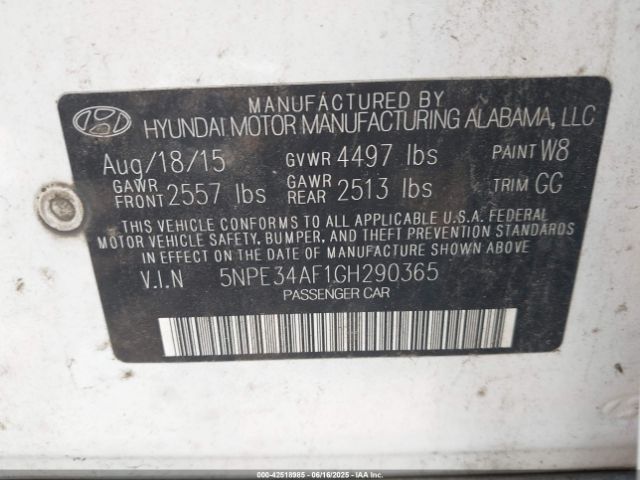 MANUFACTURED BY
HYUNDAI MOTOR MANUFACTURING ALABAMA, LLC
Aug/18/15 GVWR 4497 lbs PAINT W8
GAWR FRONT 2557 lbs GAWR REAR 2513 lbs TRIM GG
THIS VEHICLE CONFORMS TO ALL APPLICABLE U.S.A. FEDERAL
MOTOR VEHICLE SAFETY, BUMPER, AND THEFT PREVENTION STANDARDS
IN EFFECT ON THE DATE OF MANUFACTURE SHOWN ABOVE.
V.I.N 5NPE34AF1GH290365
PASSENGER CAR
000-42518985 - 06/16/2025 - IAA, Inc.